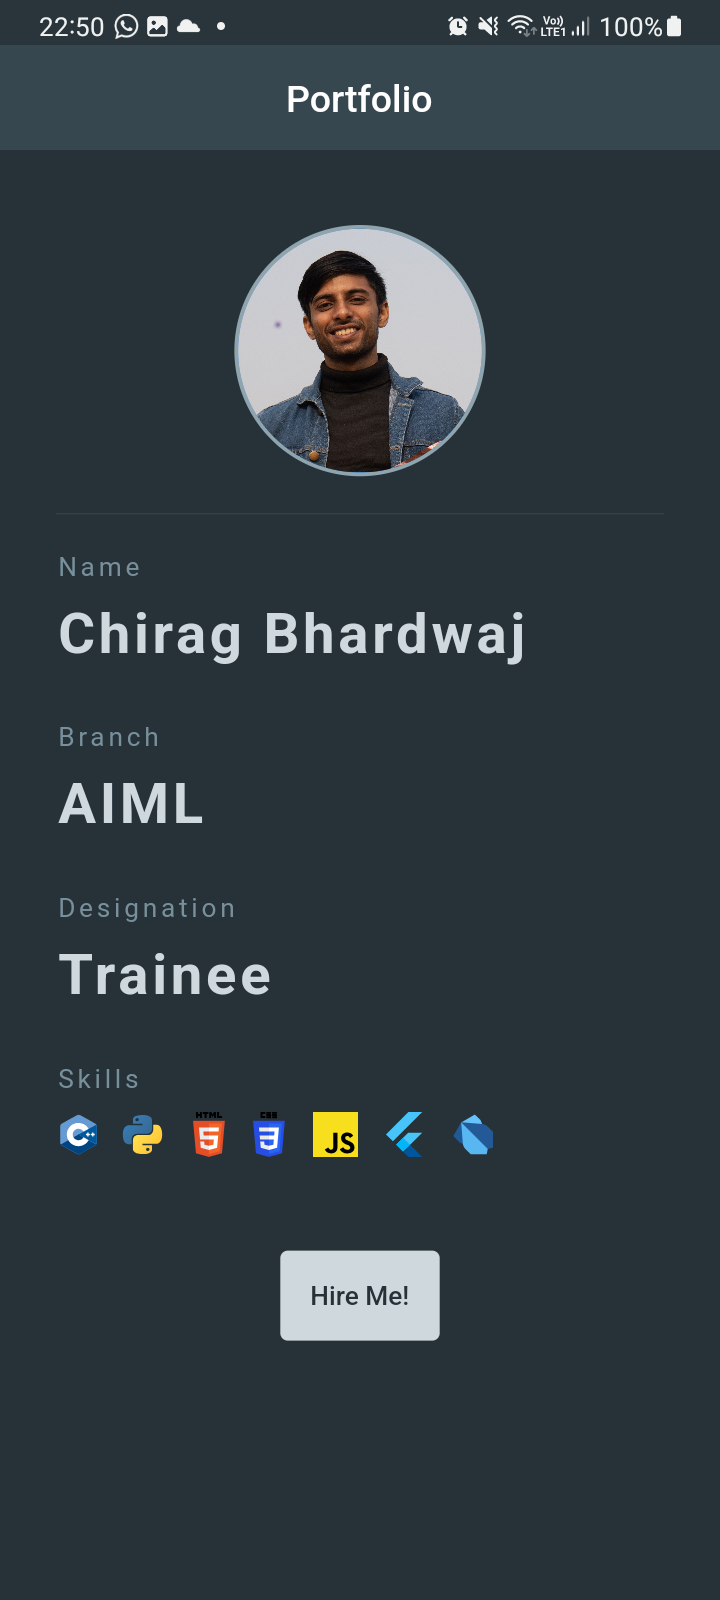 22:50 Vo)) LTE1 100%
Portfolio
Name
Chirag Bhardwaj
Branch
AIML
Designation
Trainee
Skills
HTML CSS
C++ 5 3 JS
Hire Me!